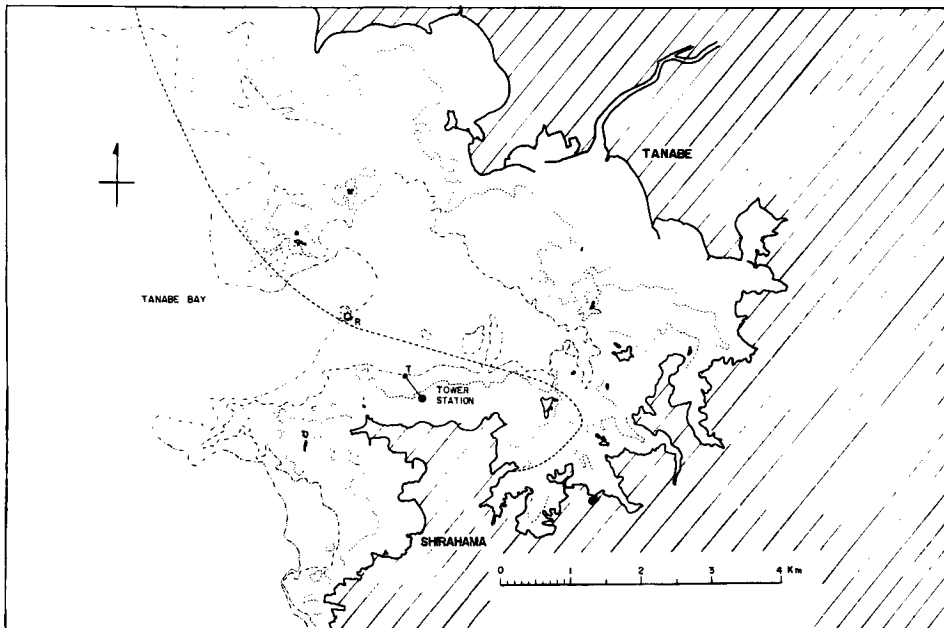 TANABE
TANABE BAY
R
T
TOWER
STATION
SHIRAHAMA
0 1 2 3 4 Km